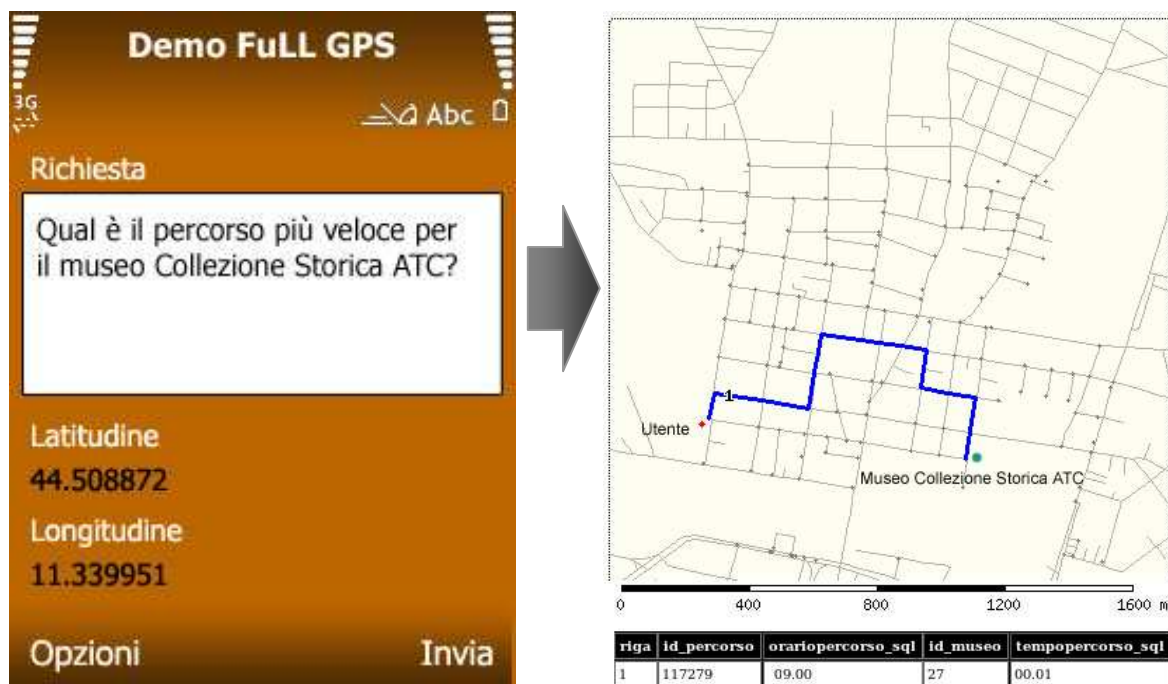 Demo FuLL GPS
3G
Abc
Richiesta
Qual è il percorso più veloce per
il museo Collezione Storica ATC?
Latitudine
44.508872
Longitudine
11.339951
Opzioni
Invia
1
Utente
Museo Collezione Storica ATC
0 400 800 1200 1600 m
riga id_percorso orariopercorso_sql id_museo tempopercorso_sql
1 117279 09.00 27 00.01